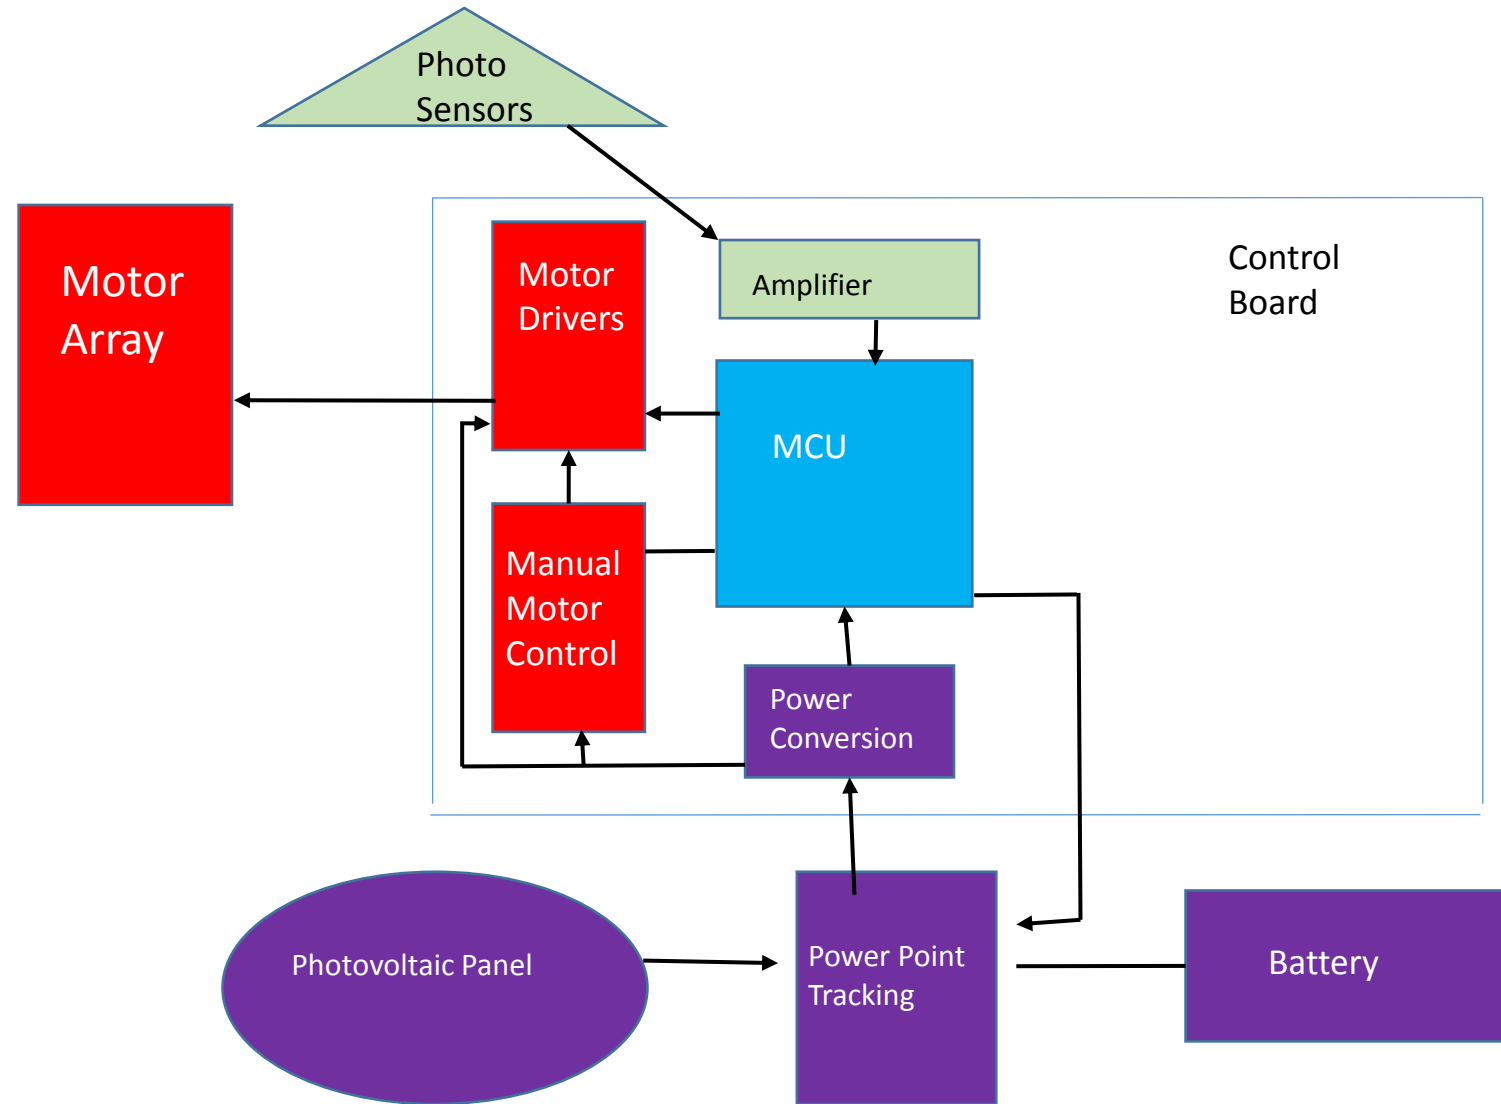 Photo
Sensors
Motor
Array
Motor
Drivers
Amplifier
Control
Board
MCU
Manual
Motor
Control
Power
Conversion
Photovoltaic Panel
Power Point
Tracking
Battery